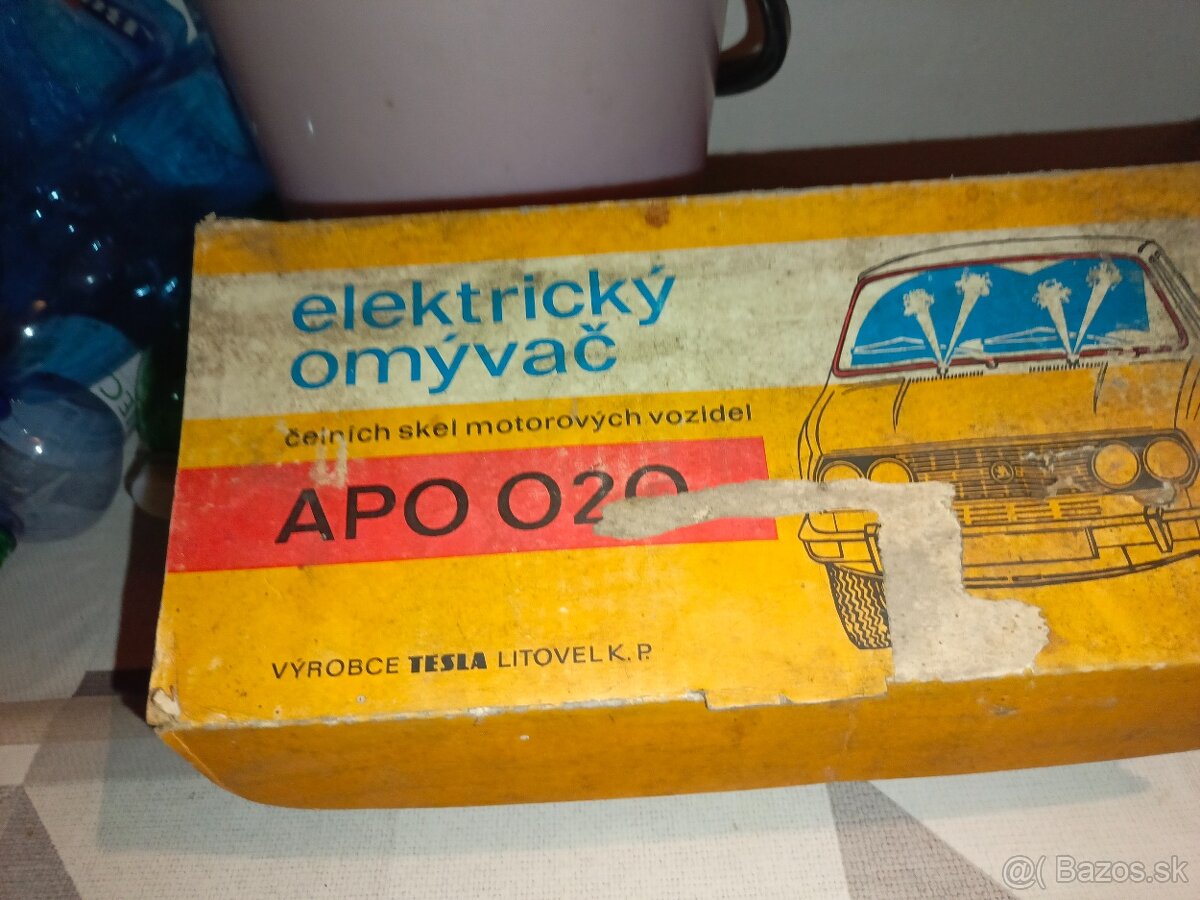 elektrický
omývač
čelních skel motorových vozidel
APO 020
VÝROBCE TESLA LITOVEL K. P.
@( Bazos.sk